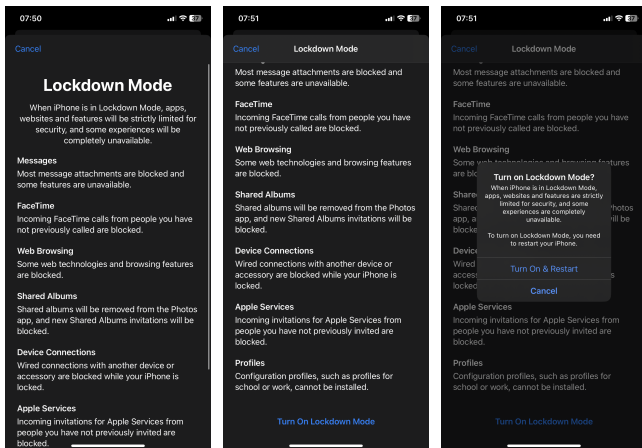 07:50
37
Cancel
Lockdown Mode
When iPhone is in Lockdown Mode, apps,
websites and features will be strictly limited for
security, and some experiences will be
completely unavailable.
Messages
Most message attachments are blocked and
some features are unavailable.
FaceTime
Incoming FaceTime calls from people you have
not previously called are blocked.
Web Browsing
Some web technologies and browsing features
are blocked.
Shared Albums
Shared albums will be removed from the Photos
app, and new Shared Albums invitations will be
blocked.
Device Connections
Wired connections with another device or
accessory are blocked while your iPhone is
locked.
Apple Services
Incoming invitations for Apple Services from
people you have not previously invited are
blocked.
07:51
37
Cancel
Lockdown Mode
Most message attachments are blocked and
some features are unavailable.
FaceTime
Incoming FaceTime calls from people you have
not previously called are blocked.
Web Browsing
Some web technologies and browsing features
are blocked.
Shared Albums
Shared albums will be removed from the Photos
app, and new Shared Albums invitations will be
blocked.
Device Connections
Wired connections with another device or
accessory are blocked while your iPhone is
locked.
Apple Services
Incoming invitations for Apple Services from
people you have not previously invited are
blocked.
Profiles
Configuration profiles, such as profiles for
school or work, cannot be installed.
Turn On Lockdown Mode
07:51
37
Cancel
Lockdown Mode
Most message attachments are blocked and
some features are unavailable.
FaceTime
Incoming FaceTime calls from people you have
not previously called are blocked.
Web Browsing
Some web technologies and browsing features
are
Turn on Lockdown Mode?
When iPhone is in Lockdown Mode,
apps, websites and features are strictly
limited for security, and some
experiences are completely
unavailable.
To turn on Lockdown Mode, you need
to restart your iPhone.
Turn On & Restart
Cancel
Apple Services
Incoming invitations for Apple Services from
people you have not previously invited are
blocked.
Profiles
Configuration profiles, such as profiles for
school or work, cannot be installed.
Turn On Lockdown Mode